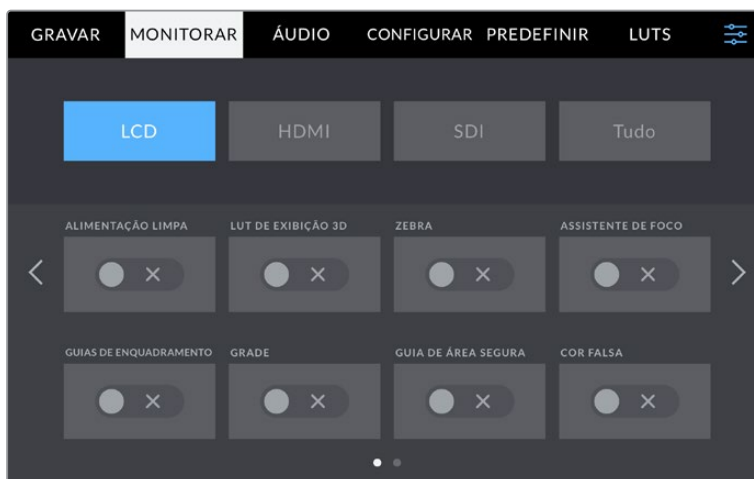 GRAVAR MONITORAR ÁUDIO CONFIGURAR PREDEFINIR LUTS
LCD HDMI SDI Tudo
ALIMENTAÇÃO LIMPA LUT DE EXIBIÇÃO 3D ZEBRA ASSISTENTE DE FOCO
GUIAS DE ENQUADRAMENTO GRADE GUIA DE ÁREA SEGURA COR FALSA